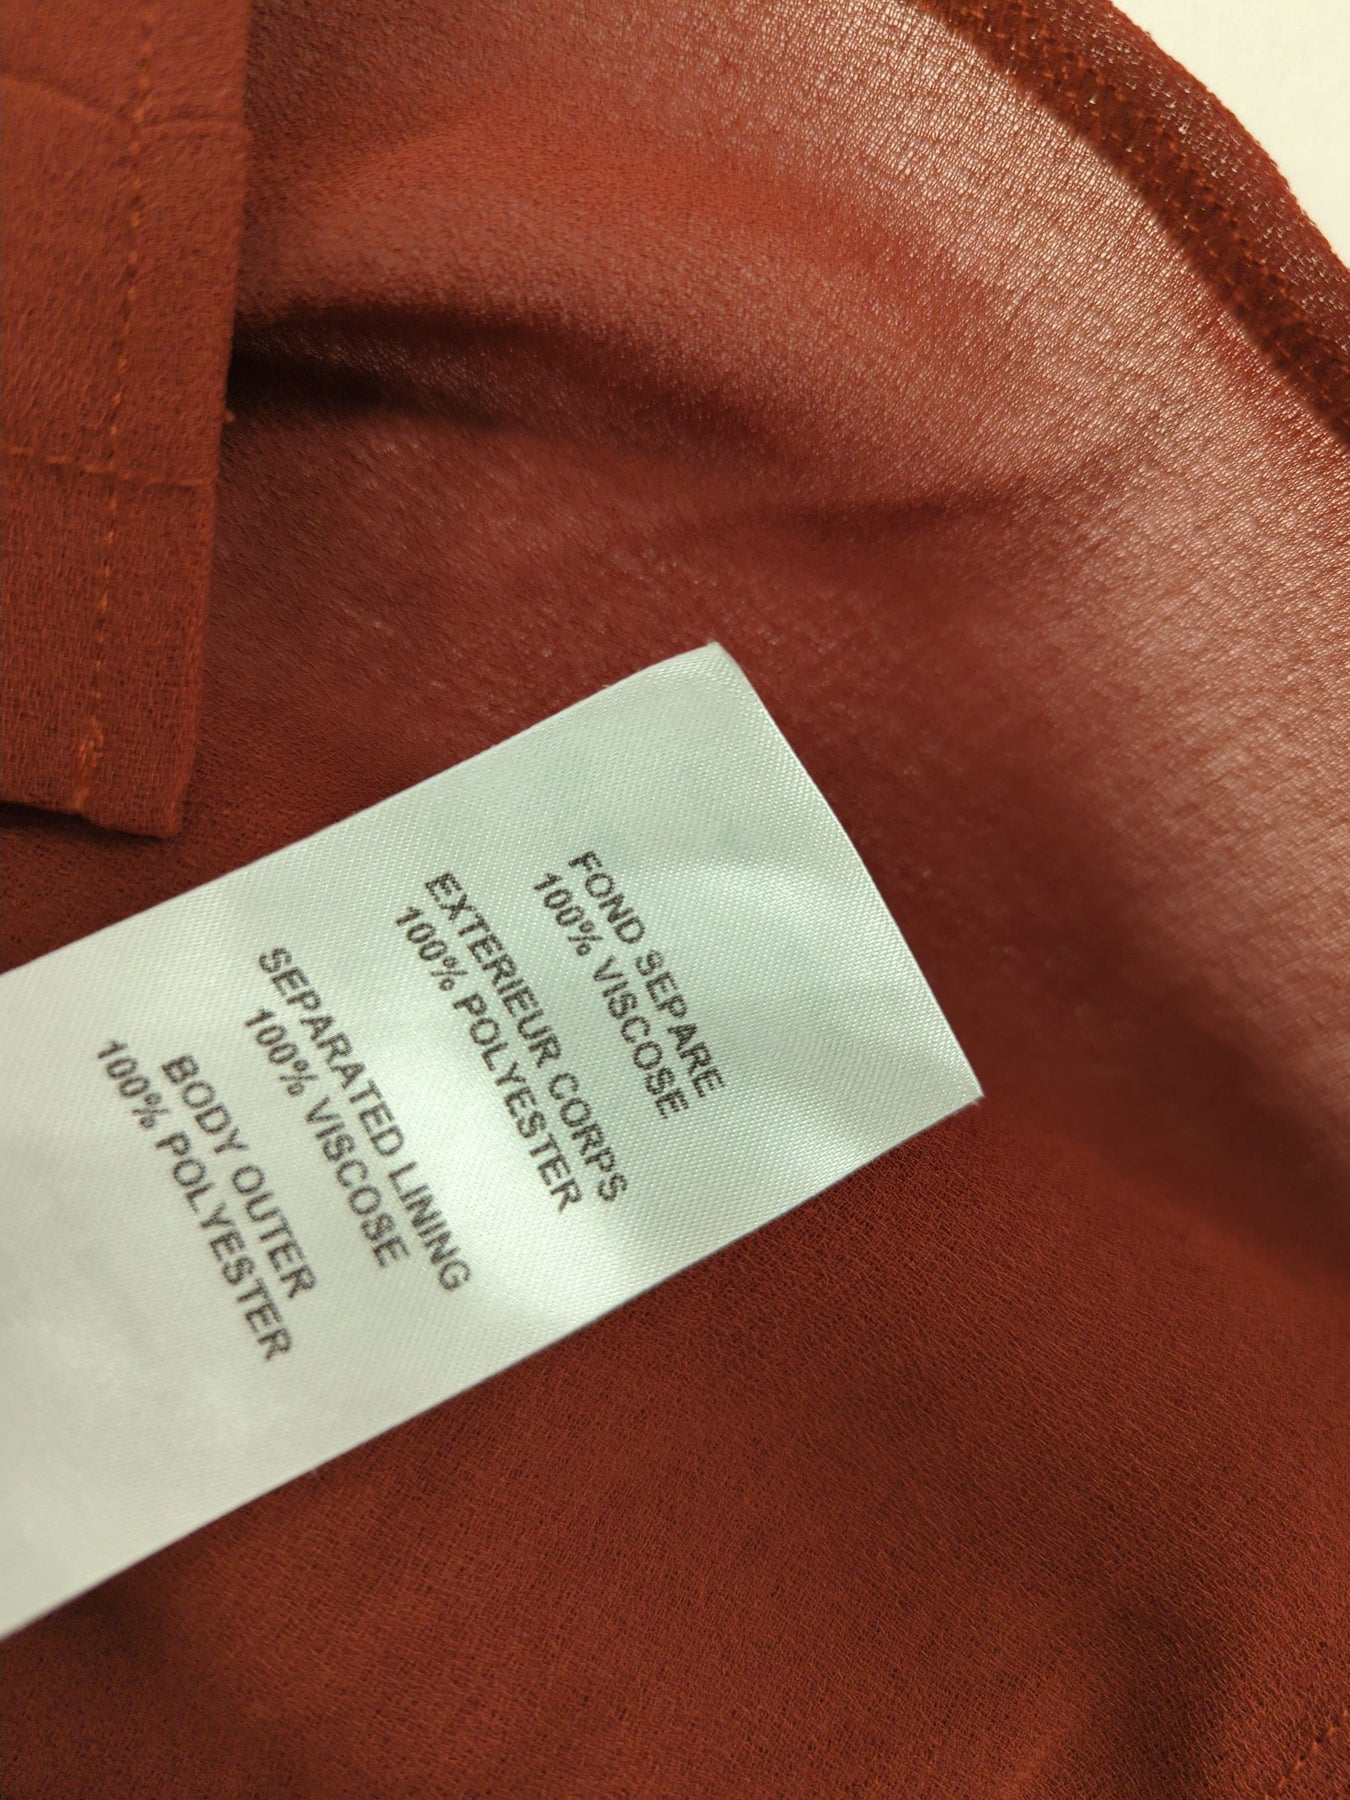 FOND SEPARE
100% VISCOSE
EXTERIEUR CORPS
100% POLYESTER
SEPARATED LINING
100% VISCOSE
BODY OUTER
100% POLYESTER